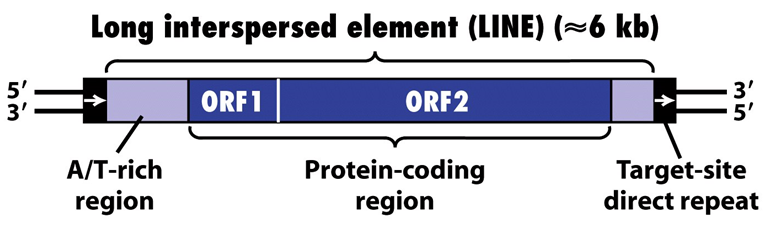 Long interspersed element (LINE) (≈6 kb)
5′ 3′
ORF1 ORF2
3′ 5′
A/T-rich
region
Protein-coding
region
Target-site
direct repeat